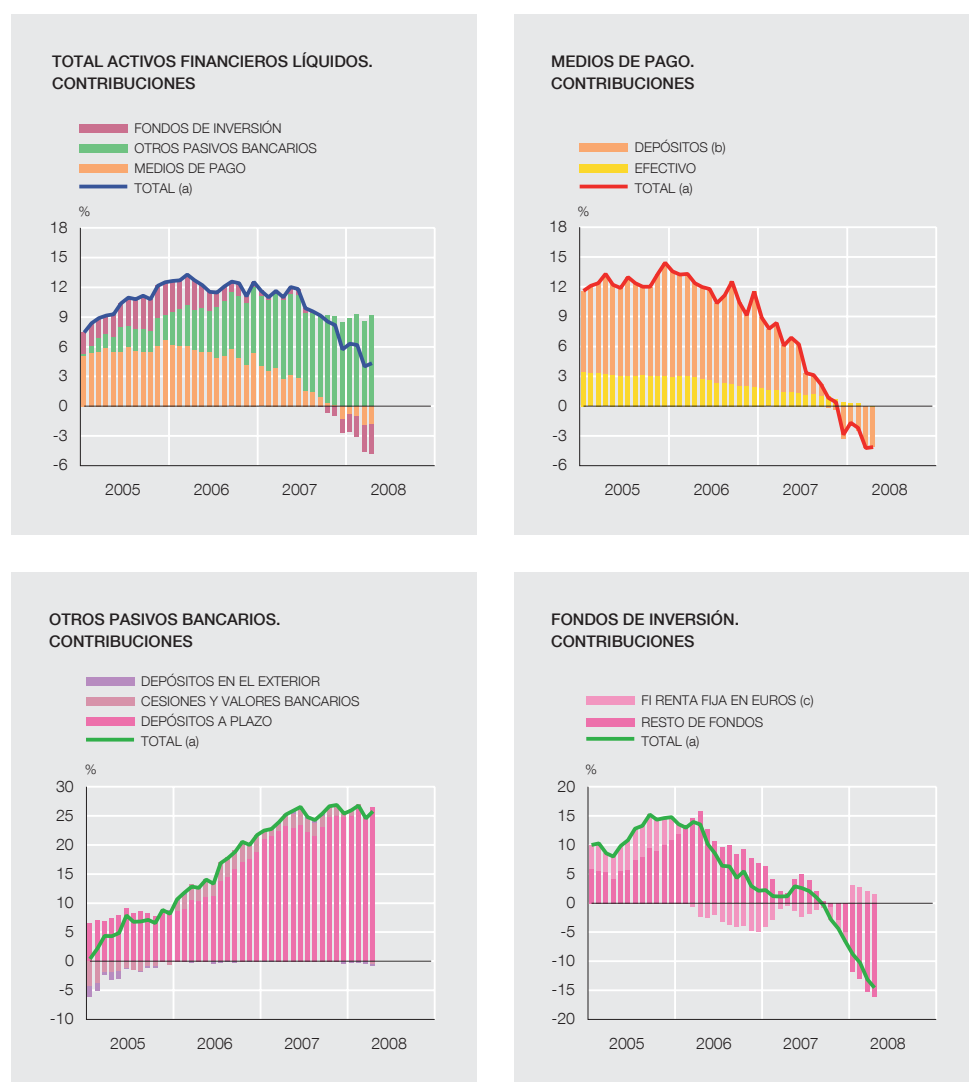 TOTAL ACTIVOS FINANCIEROS LÍQUIDOS.
CONTRIBUCIONES
FONDOS DE INVERSIÓN
OTROS PASIVOS BANCARIOS
MEDIOS DE PAGO
TOTAL (a)
%
18
15
12
9
6
3
0
-3
-6
2005 2006 2007 2008
MEDIOS DE PAGO.
CONTRIBUCIONES
DEPÓSITOS (b)
EFECTIVO
TOTAL (a)
%
18
15
12
9
6
3
0
-3
-6
2005 2006 2007 2008
OTROS PASIVOS BANCARIOS.
CONTRIBUCIONES
DEPÓSITOS EN EL EXTERIOR
CESIONES Y VALORES BANCARIOS
DEPÓSITOS A PLAZO
TOTAL (a)
%
30
25
20
15
10
5
0
-5
-10
2005 2006 2007 2008
FONDOS DE INVERSIÓN.
CONTRIBUCIONES
FI RENTA FIJA EN EUROS (c)
RESTO DE FONDOS
TOTAL (a)
%
20
15
10
5
0
-5
-10
-15
-20
2005 2006 2007 2008